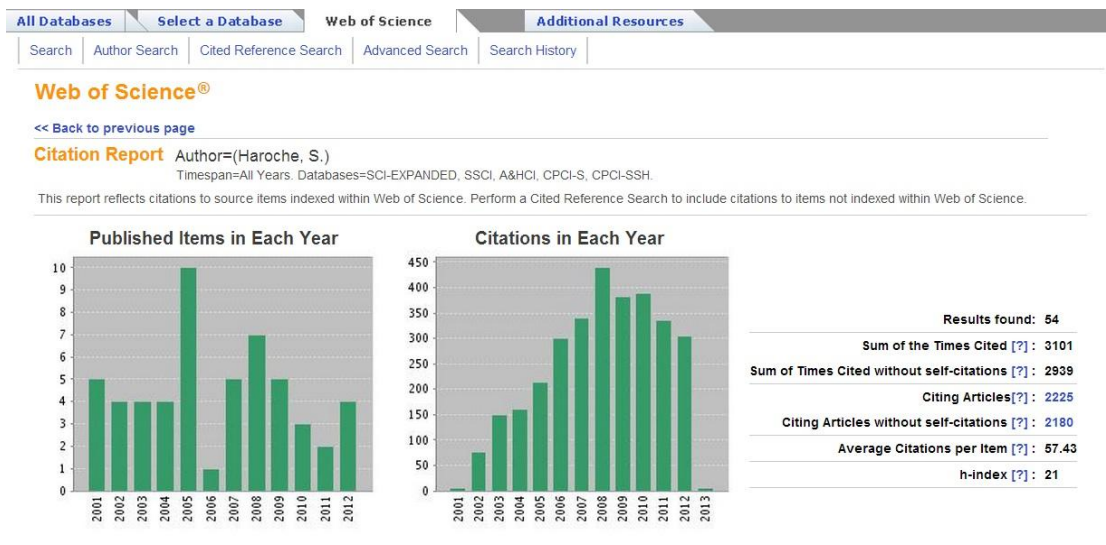 All Databases Select a Database Web of Science Additional Resources
Search Author Search Cited Reference Search Advanced Search Search History
Web of Science®
<< Back to previous page
Citation Report Author=(Haroche, S.)
Timespan=All Years. Databases=SCI-EXPANDED, SSCI, A&HCI, CPCI-S, CPCI-SSH.
This report reflects citations to source items indexed within Web of Science. Perform a Cited Reference Search to include citations to items not indexed within Web of Science.
Published Items in Each Year
10
9
8
7
6
5
4
3
2
1
0
2001 2002 2003 2004 2005 2006 2007 2008 2009 2010 2011 2012
Citations in Each Year
450
400
350
300
250
200
150
100
50
0
2001 2002 2003 2004 2005 2006 2007 2008 2009 2010 2011 2012 2013
Results found: 54
Sum of the Times Cited [?] : 3101
Sum of Times Cited without self-citations [?] : 2939
Citing Articles[?] : 2225
Citing Articles without self-citations [?] : 2180
Average Citations per Item [?] : 57.43
h-index [?] : 21